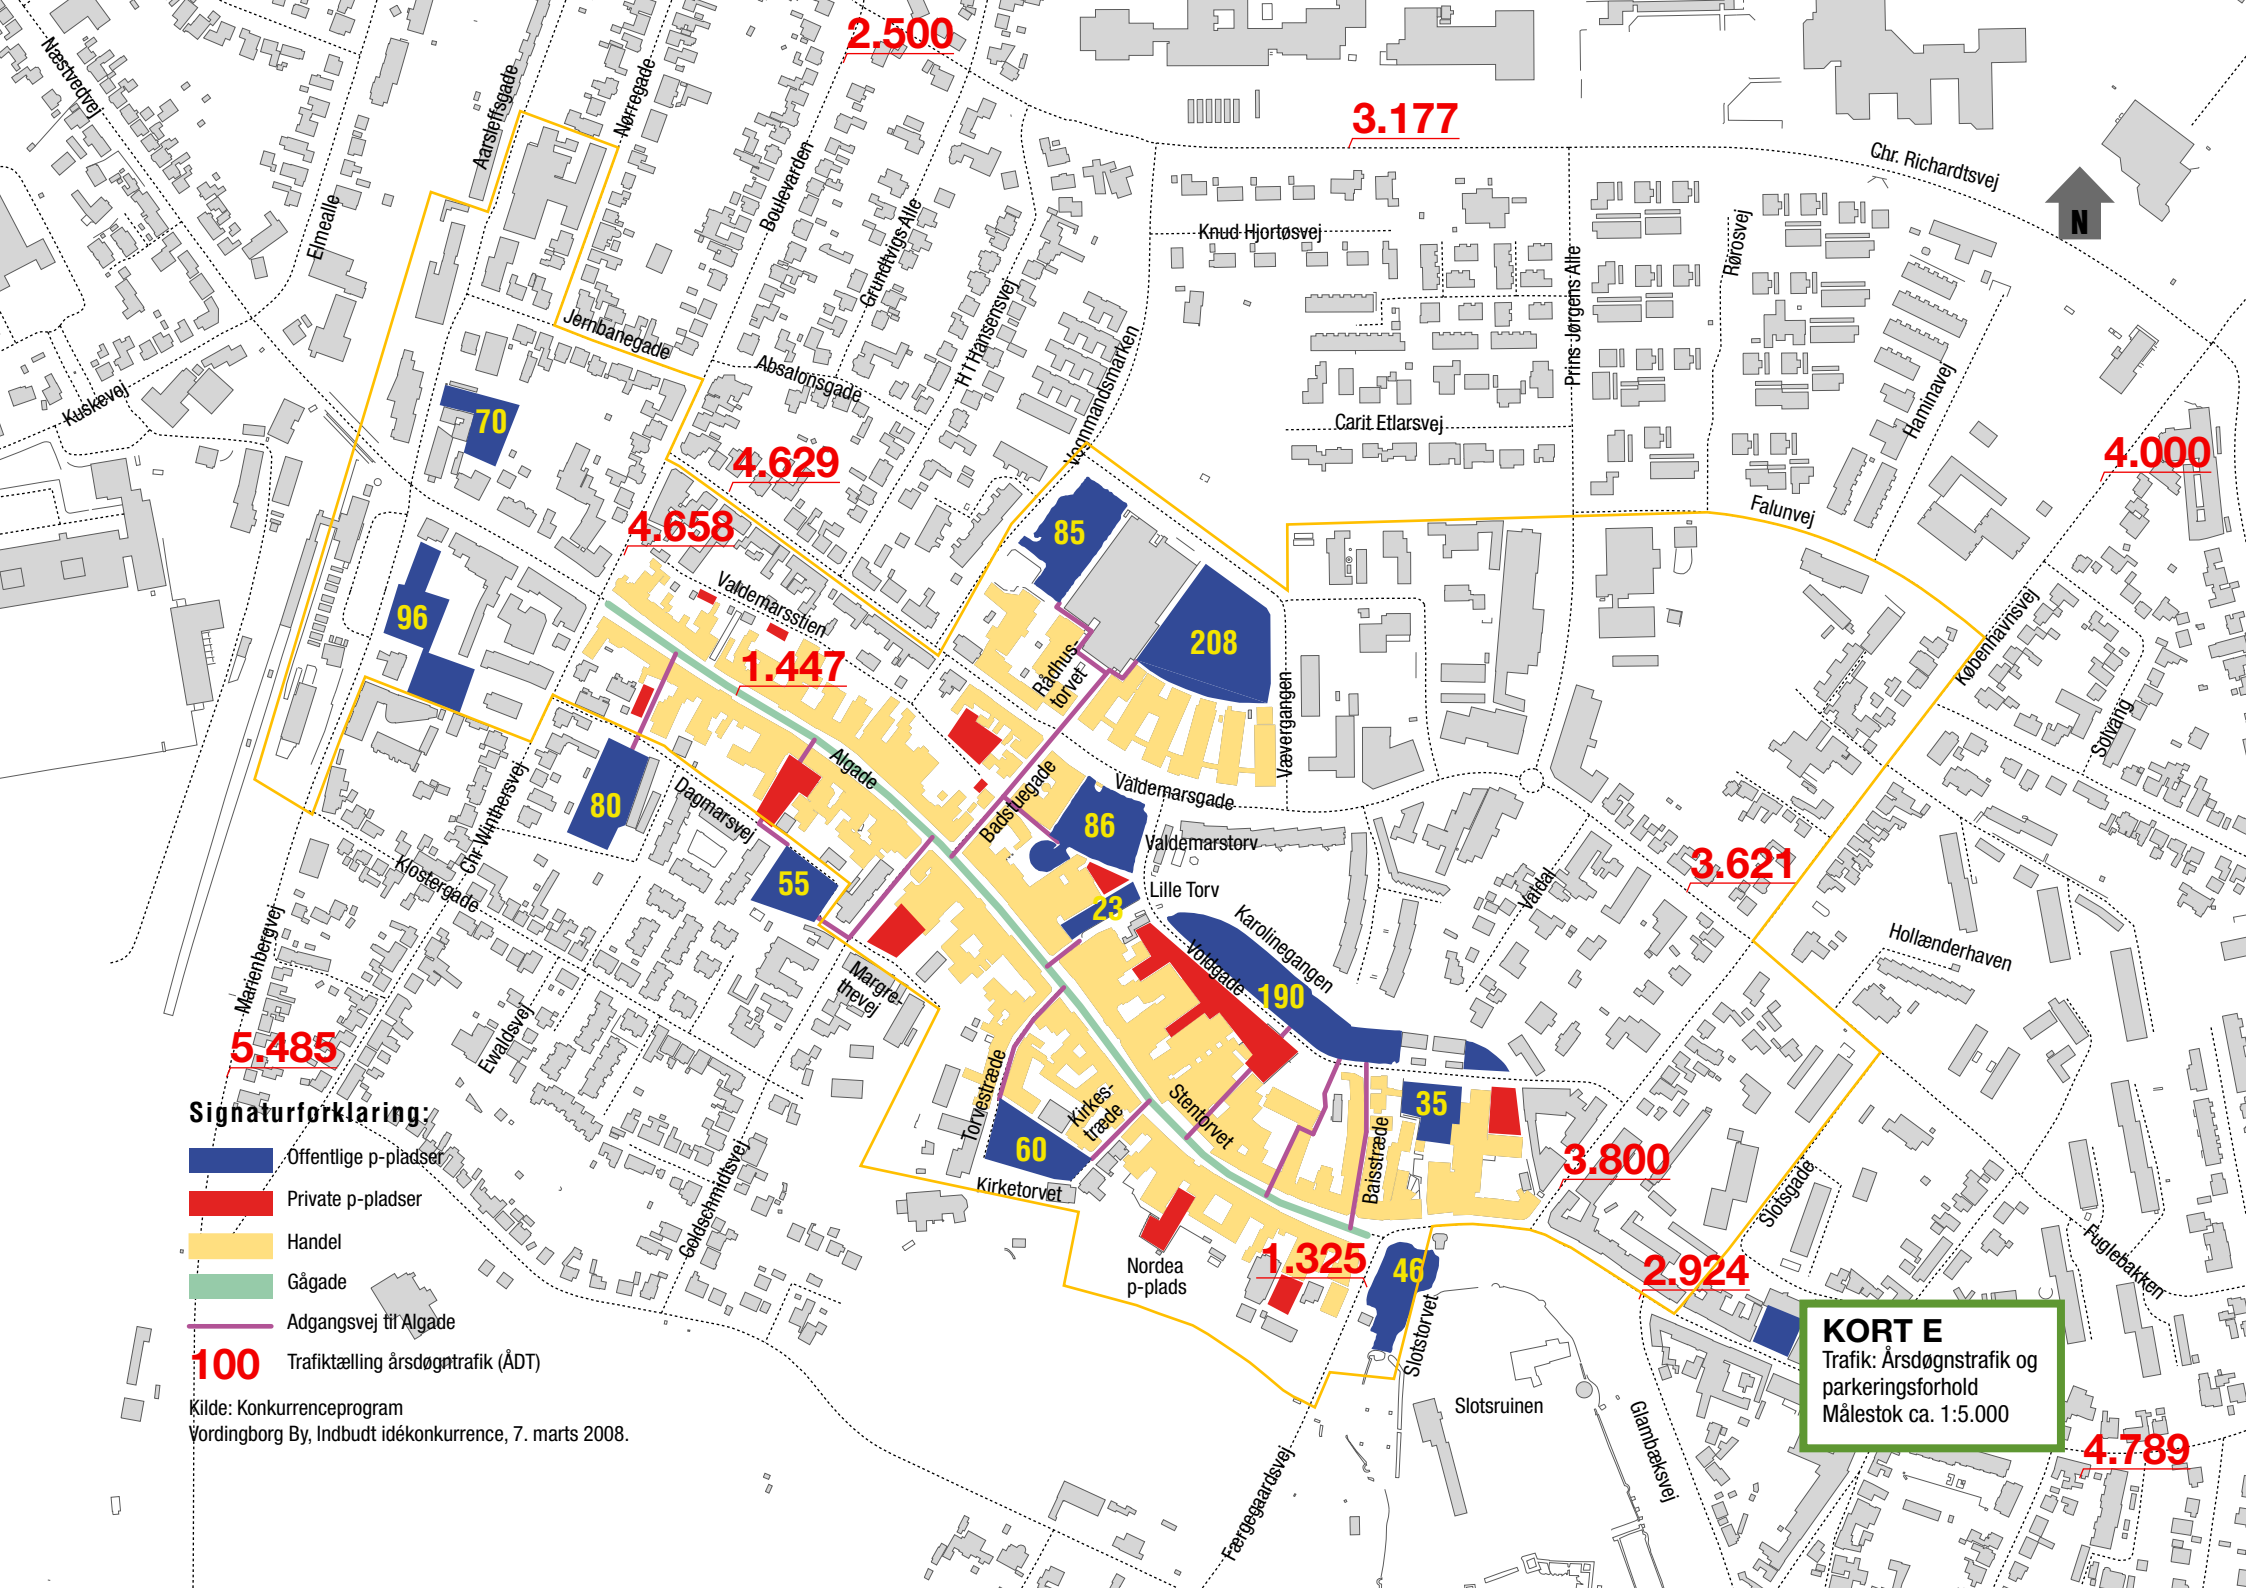 2.500
Næstvedvej
Aarsleffsgade
Nørregade
3.177
Chr. Richardtsvej
Boulevarden
Elmealle
Grundtvigs Alle
Knud Hjortøsvej
N
Rørosvej
Prins Jørgens Alle
H I Hansensvej
Jernbanegade
Absalonsgade
Vognmandsmarken
Kuskevej
70
Carit Etlarsvej
Haminavej
4.629
4.000
4.658
85
Falunvej
96
Valdemarsstien
208
Københavnsvej
1.447
Rådhus-
torvet
Vævergangen
Solvang
Algade
Badstuegade
Valdemarsgade
80
Dagmarsvej
Chr Winthersvej
86
Valdemarstorv
3.621
Klostergade
55
Lille Torv
23
Valdal-
Karolinegangen
Voldgade
Hollænderhaven
Marienbergvej
Margre-
thevej
190
Ewaldsvej
5.485
Torvestræde
Kirkes-
træde
Stentorvet
35
Baisstræde
60
3.800
Kirketorvet
Goldschmidtsvej
Slotsgade
Fuglebakken
Nordea
p-plads
1.325
46
2.924
Slotstorvet
Slotsruinen
Glambæksvej
Færgegaardsvej
4.789
Signaturforklaring:
Offentlige p-pladser
Private p-pladser
Handel
Gågade
Adgangsvej til Algade
100
Trafiktælling årsdøgntrafik (ÅDT)
Kilde: Konkurrenceprogram
Vordingborg By, Indbudt idékonkurrence, 7. marts 2008.
KORT E
Trafik: Årsdøgnstrafik og
parkeringsforhold
Målestok ca. 1:5.000